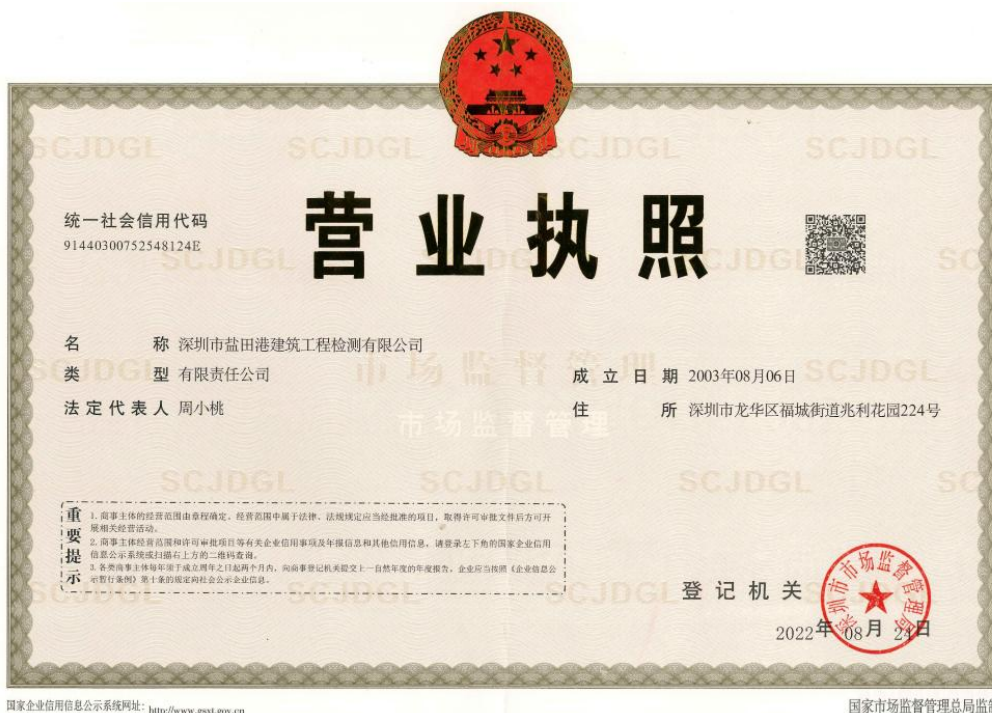 营业执照
统一社会信用代码
91440300752548124E
名称 深圳市盐田港建筑工程检测有限公司
类型 有限责任公司
法定代表人 周小桃
成立日期 2003年08月06日
住所 深圳市龙华区福城街道兆利花园224号
重要提示
1. 商事主体的经营范围由章程确定。经营范围中属于法律、法规规定应当经批准的项目，取得许可审批文件后方可开
展相关经营活动。
2. 商事主体经营范围和许可审批项目等有关企业信用事项及年报信息和其他信用信息，请登录左下角的国家企业信用
信息公示系统或扫描右上方的二维码查询。
3. 各类商事主体每年须于成立周年之日起两个月内，向商事登记机关提交上一自然年度的年度报告。企业应当按照《企业信息公
示暂行条例》第十条的规定向社会公示企业信息。
登记机关
深圳市市场监督管理局
2022年08月24日
国家企业信用信息公示系统网址：http://www.gsxt.gov.cn
国家市场监督管理总局监制
SCJDGL
市场监督管理
市场监督管理